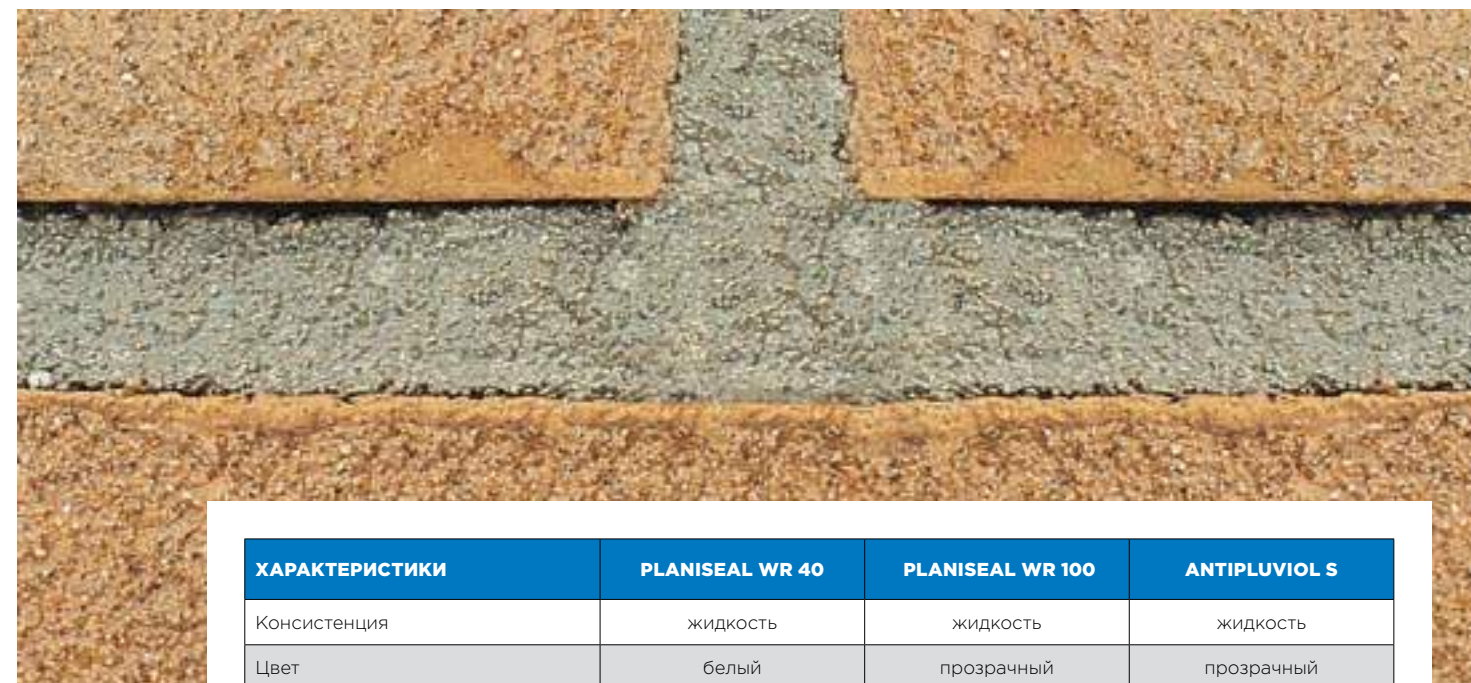 ХАРАКТЕРИСТИКИ PLANISEAL WR 40 PLANISEAL WR 100 ANTIPLUVIOL S
Консистенция жидкость жидкость жидкость
Цвет белый прозрачный прозрачный